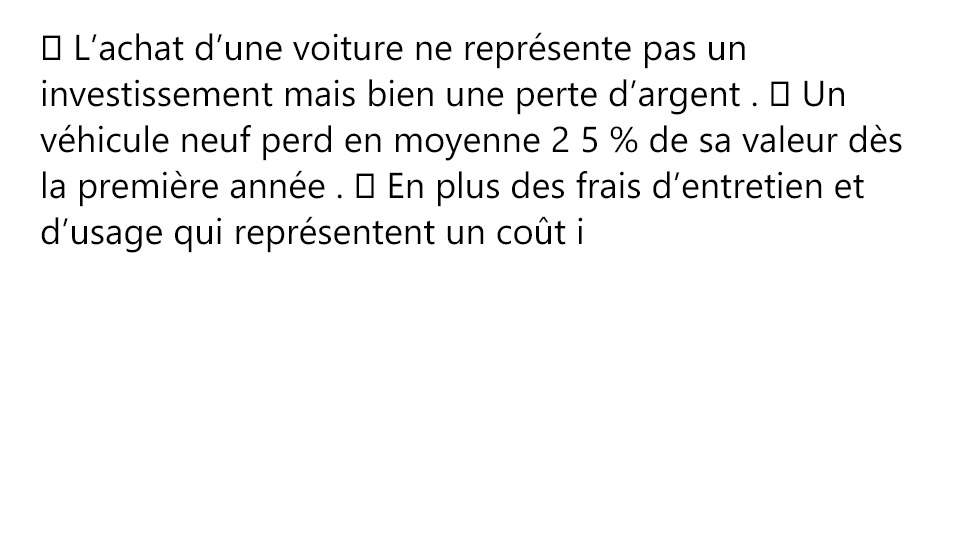 ▯ L’achat d’une voiture ne représente pas un
investissement mais bien une perte d’argent . ▯ Un
véhicule neuf perd en moyenne 2 5 % de sa valeur dès
la première année . ▯ En plus des frais d’entretien et
d’usage qui représentent un coût i